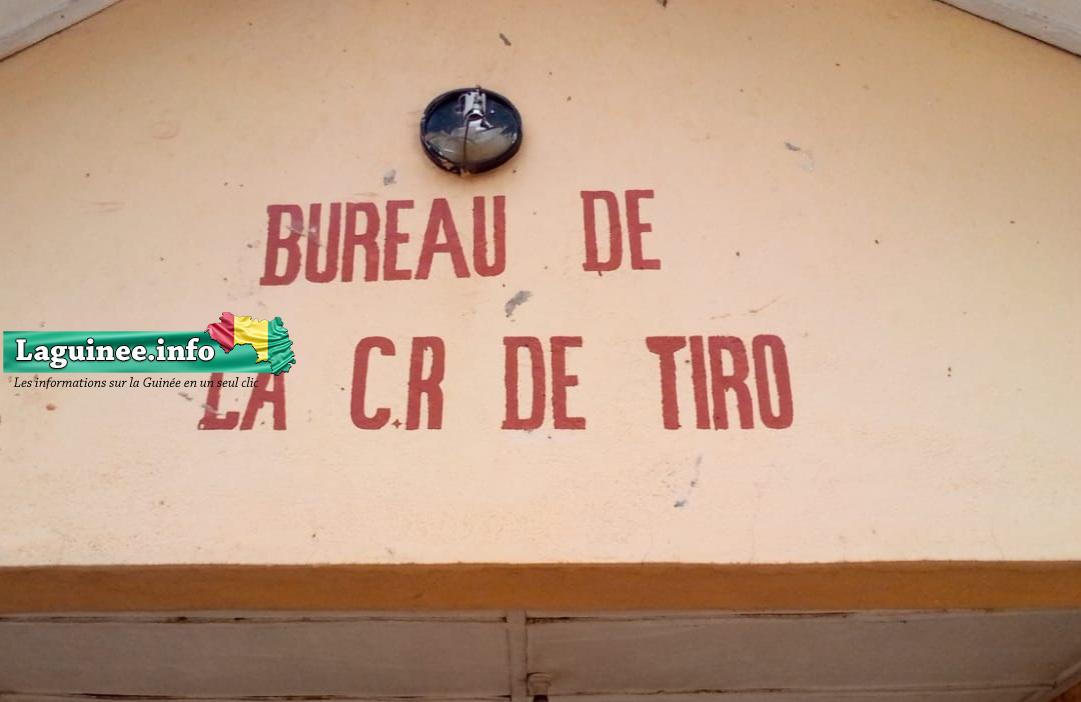 BUREAU DE
Laguinee.info
Les informations sur la Guinée en un seul clic
LA C.R DE TIRO